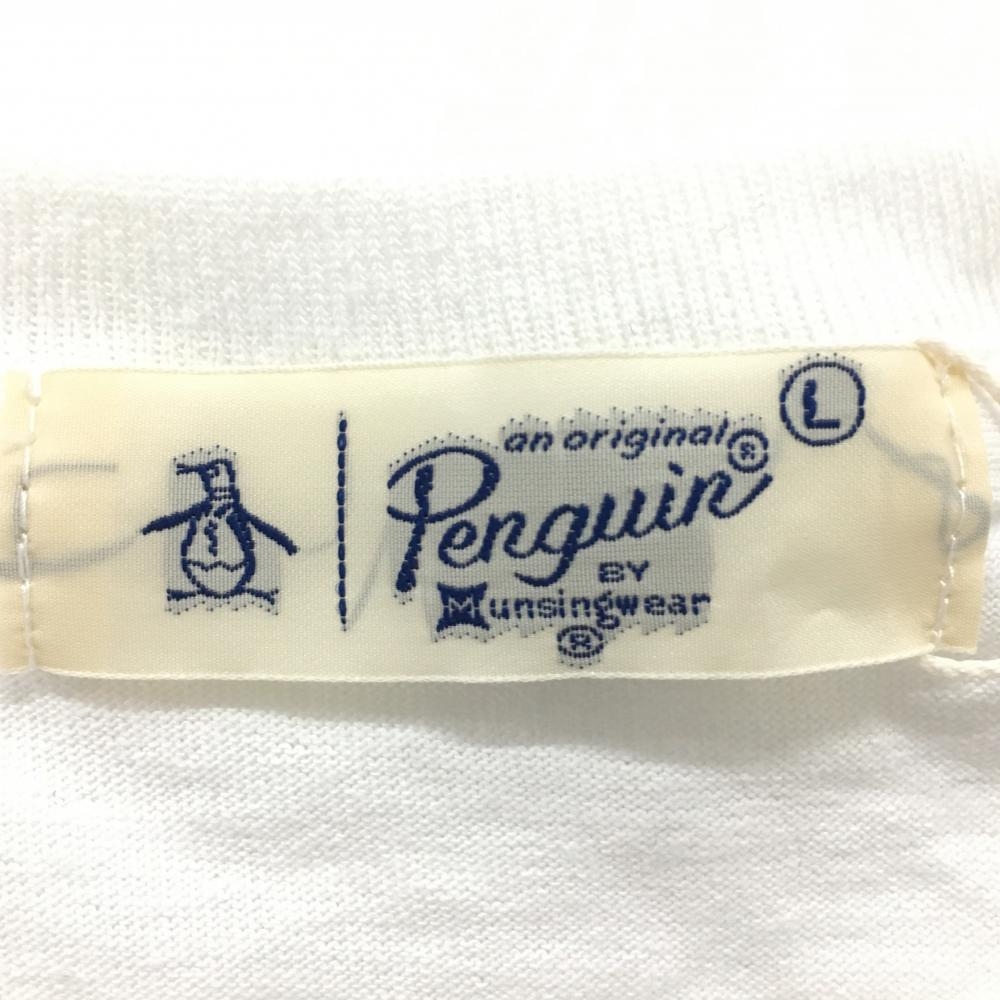 L
an original®
Penguin
BY
Munsingwear
®